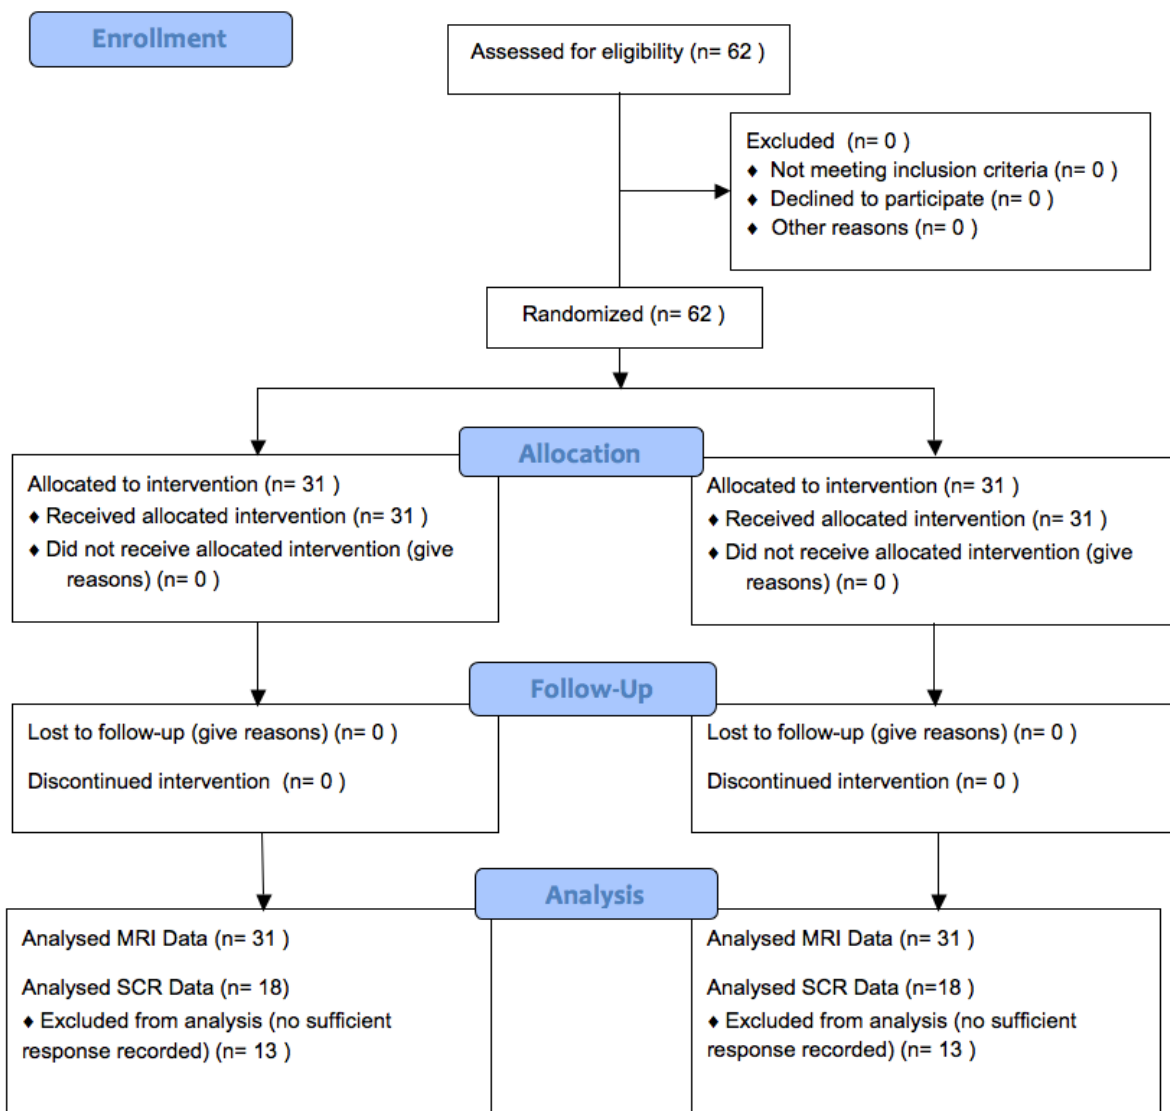 Enrollment
Assessed for eligibility (n= 62 )
Excluded (n= 0 )
♦ Not meeting inclusion criteria (n= 0 )
♦ Declined to participate (n= 0 )
♦ Other reasons (n= 0 )
Randomized (n= 62 )
Allocation
Allocated to intervention (n= 31 )
♦ Received allocated intervention (n= 31 )
♦ Did not receive allocated intervention (give
reasons) (n= 0 )
Allocated to intervention (n= 31 )
♦ Received allocated intervention (n= 31 )
♦ Did not receive allocated intervention (give
reasons) (n= 0 )
Follow-Up
Lost to follow-up (give reasons) (n= 0 )
Discontinued intervention (n= 0 )
Lost to follow-up (give reasons) (n= 0 )
Discontinued intervention (n= 0 )
Analysis
Analysed MRI Data (n= 31 )
Analysed SCR Data (n= 18)
♦ Excluded from analysis (no sufficient
response recorded) (n= 13 )
Analysed MRI Data (n= 31 )
Analysed SCR Data (n=18 )
♦ Excluded from analysis (no sufficient
response recorded) (n= 13 )